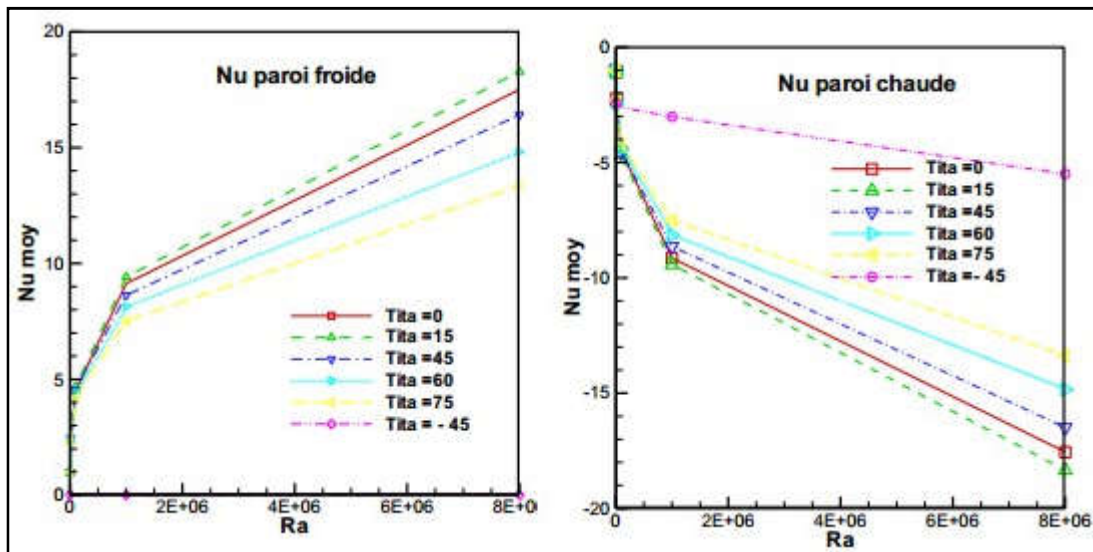 Nu paroi froide
Nu moy
20
15
10
5
0
Tita =0
Tita =15
Tita =45
Tita =60
Tita =75
Tita = - 45
0
2E+06
4E+06
6E+06
8E+0
Ra
Nu paroi chaude
Nu moy
0
-5
-10
-15
-20
Tita =0
Tita =15
Tita =45
Tita =60
Tita =75
Tita =- 45
0
2E+06
4E+06
6E+06
8E+06
Ra